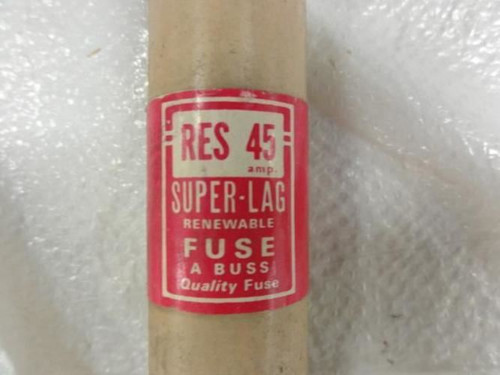 RES 45
amp.
SUPER-LAG
RENEWABLE
FUSE
A BUSS
Quality Fuse